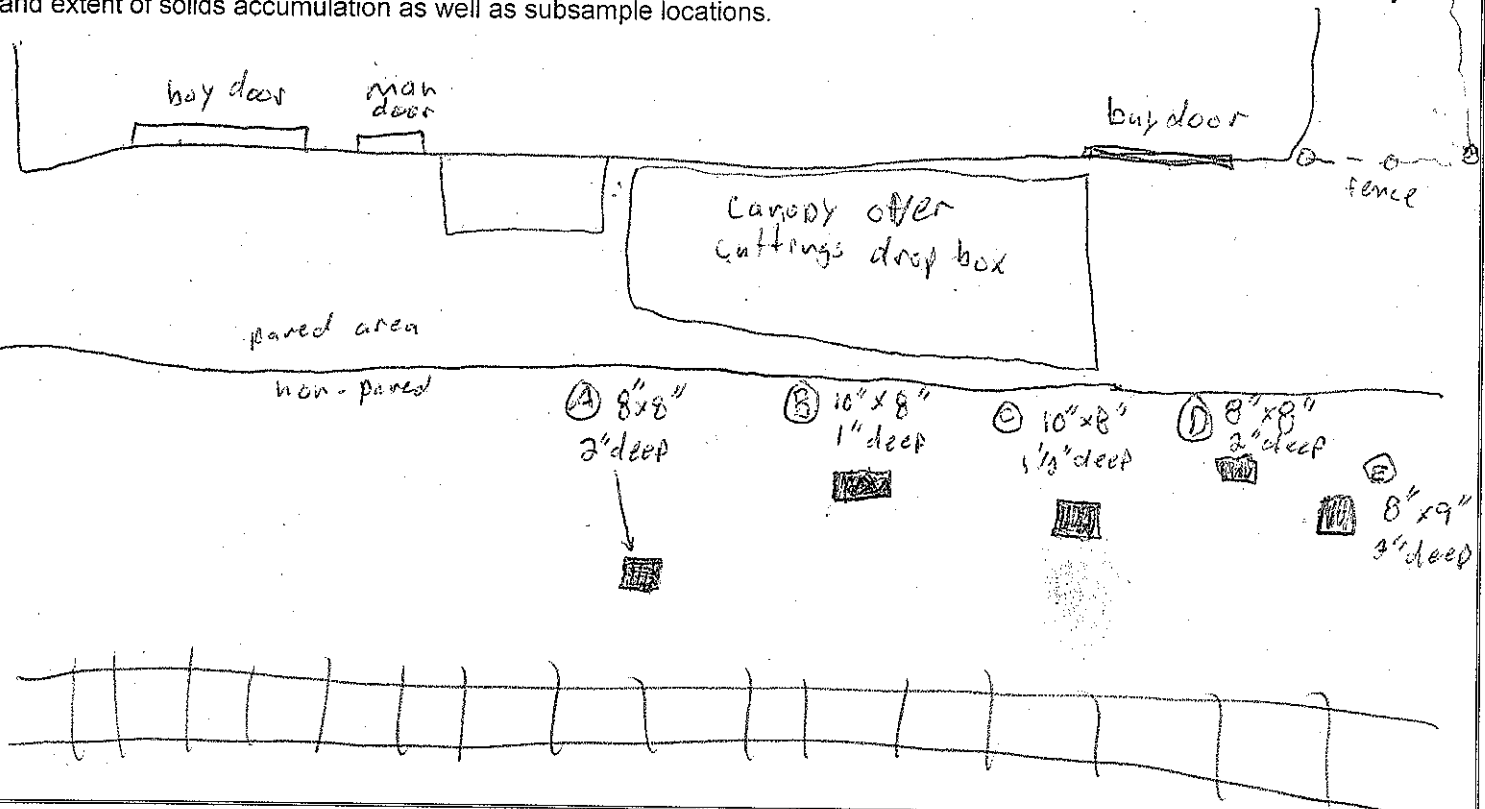 and extent of solids accumulation as well as subsample locations.
bay door
man
door
bay door
fence
Canopy over
cuttings drop box
paved area
non-paved
A 8"x8"
2" deep
B 10" x 8"
1" deep
C 10"x8"
1 1/2" deep
D 8"x8"
2" deep
E
8"x9"
3" deep